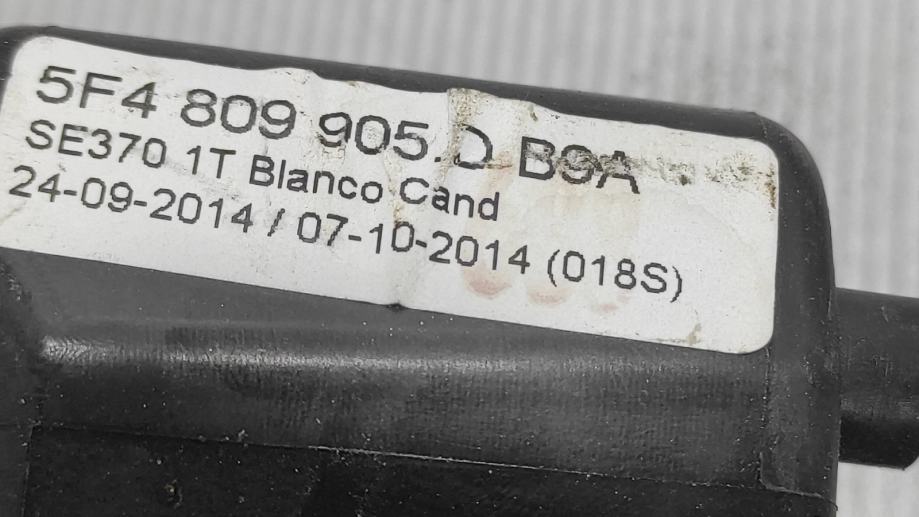 5F4 809 905.D B9A
SE370 1T Blanco Cand
24-09-2014 / 07-10-2014 (018S)